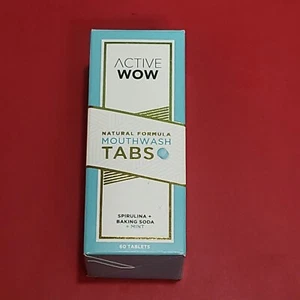 ACTIVE
WOW
NATURAL FORMULA
MOUTHWASH
TABS
SPIRULINA +
BAKING SODA
+ MINT
60 TABLETS